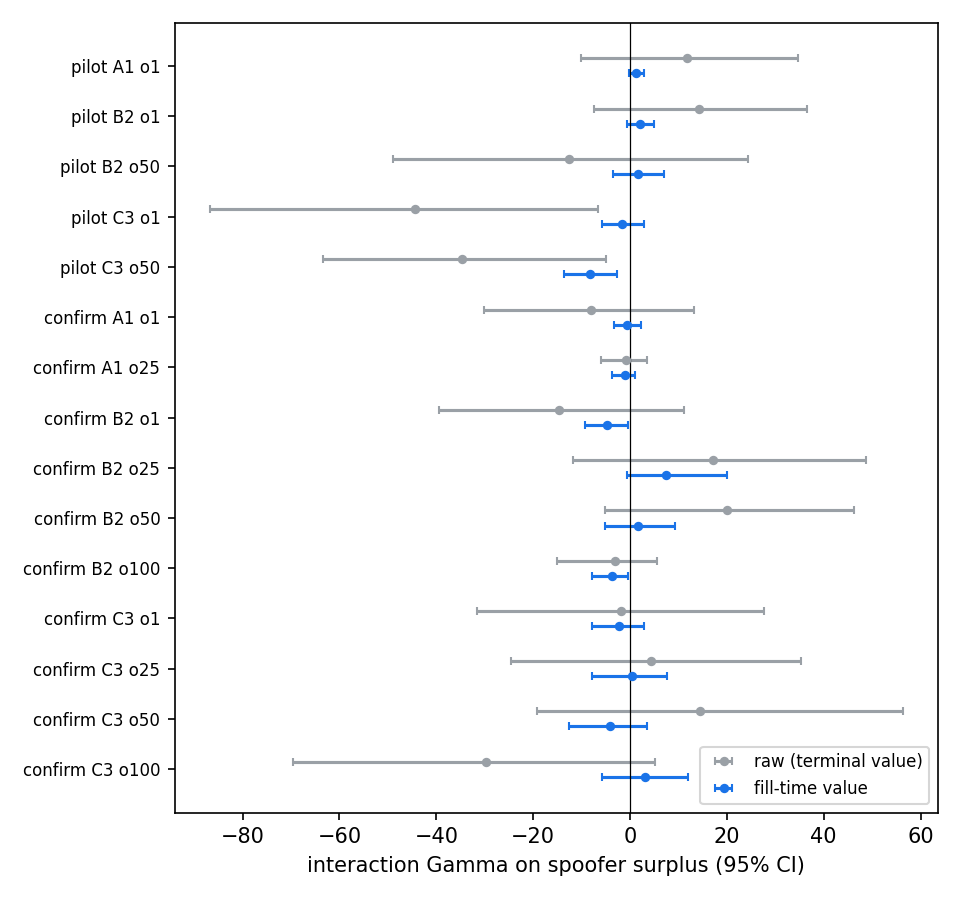 pilot A1 o1
pilot B2 o1
pilot B2 o50
pilot C3 o1
pilot C3 o50
confirm A1 o1
confirm A1 o25
confirm B2 o1
confirm B2 o25
confirm B2 o50
confirm B2 o100
confirm C3 o1
confirm C3 o25
confirm C3 o50
confirm C3 o100
raw (terminal value)
fill-time value
−80 −60 −40 −20 0 20 40 60
interaction Gamma on spoofer surplus (95% CI)